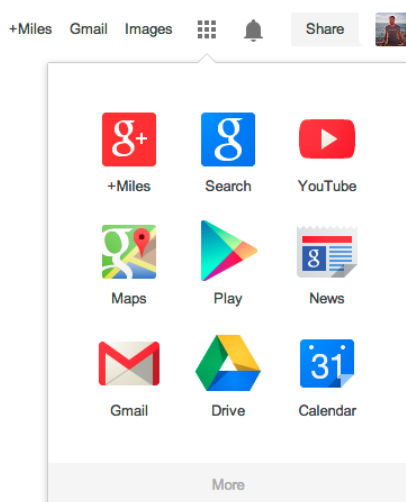 +Miles Gmail Images Share
g+ g
+Miles Search YouTube
g g
Maps Play News
31
Gmail Drive Calendar
More